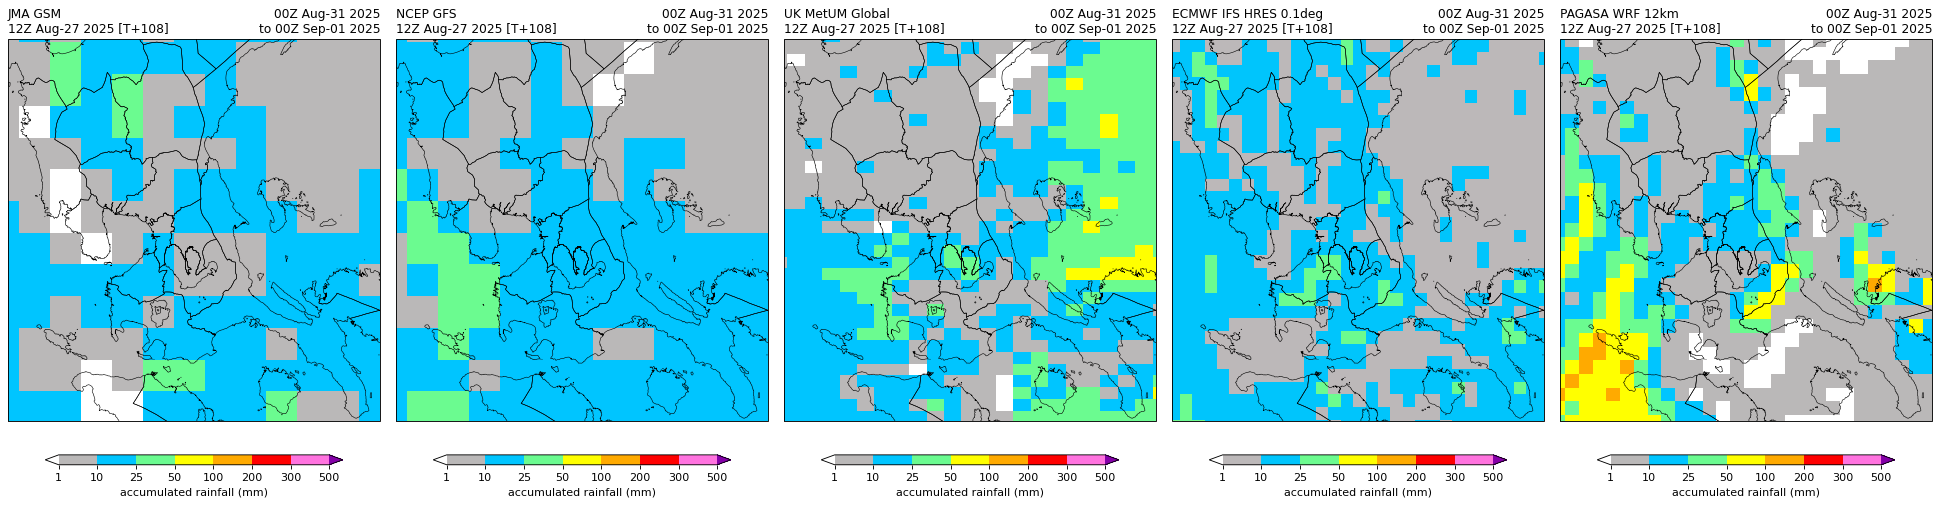 JMA GSM 00Z Aug-31 2025
12Z Aug-27 2025 [T+108] to 00Z Sep-01 2025
1 10 25 50 100 200 300 500
accumulated rainfall (mm)
NCEP GFS 00Z Aug-31 2025
12Z Aug-27 2025 [T+108] to 00Z Sep-01 2025
1 10 25 50 100 200 300 500
accumulated rainfall (mm)
UK MetUM Global 00Z Aug-31 2025
12Z Aug-27 2025 [T+108] to 00Z Sep-01 2025
1 10 25 50 100 200 300 500
accumulated rainfall (mm)
ECMWF IFS HRES 0.1deg 00Z Aug-31 2025
12Z Aug-27 2025 [T+108] to 00Z Sep-01 2025
1 10 25 50 100 200 300 500
accumulated rainfall (mm)
PAGASA WRF 12km 00Z Aug-31 2025
12Z Aug-27 2025 [T+108] to 00Z Sep-01 2025
1 10 25 50 100 200 300 500
accumulated rainfall (mm)